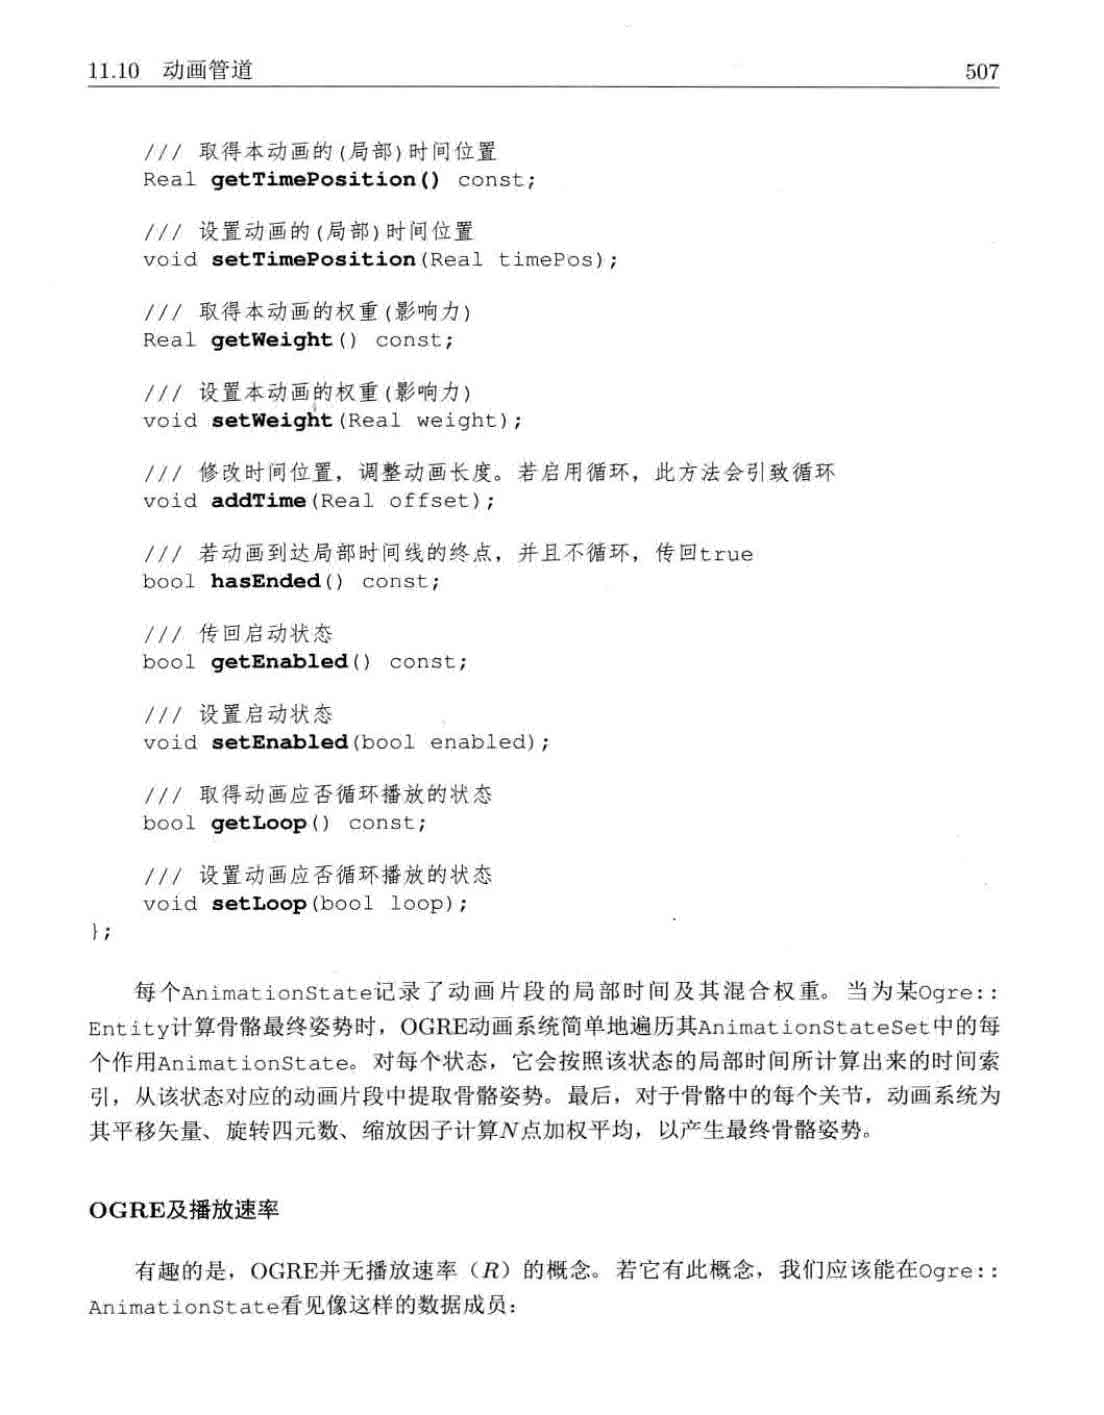 11.10 动画管道 507
/// 取得本动画的(局部)时间位置
Real getTimePosition() const;
/// 设置动画的(局部)时间位置
void setTimePosition(Real timePos);
/// 取得本动画的权重(影响力)
Real getWeight() const;
/// 设置本动画的权重(影响力)
void setWeight(Real weight);
/// 修改时间位置，调整动画长度。若启用循环，此方法会引致循环
void addTime(Real offset);
/// 若动画到达局部时间线的终点，并且不循环，传回true
bool hasEnded() const;
/// 传回启动状态
bool getEnabled() const;
/// 设置启动状态
void setEnabled(bool enabled);
/// 取得动画应否循环播放的状态
bool getLoop() const;
/// 设置动画应否循环播放的状态
void setLoop(bool loop);
};
每个AnimationState记录了动画片段的局部时间及其混合权重。当为某Ogre::
Entity计算骨骼最终姿势时，OGRE动画系统简单地遍历其AnimationStateSet中的每
个作用AnimationState。对每个状态，它会按照该状态的局部时间所计算出来的时间索
引，从该状态对应的动画片段中提取骨骼姿势。最后，对于骨骼中的每个关节，动画系统为
其平移矢量、旋转四元数、缩放因子计算N点加权平均，以产生最终骨骼姿势。
OGRE及播放速率
有趣的是，OGRE并无播放速率（R）的概念。若它有此概念，我们应该能在Ogre::
AnimationState看见像这样的数据成员：